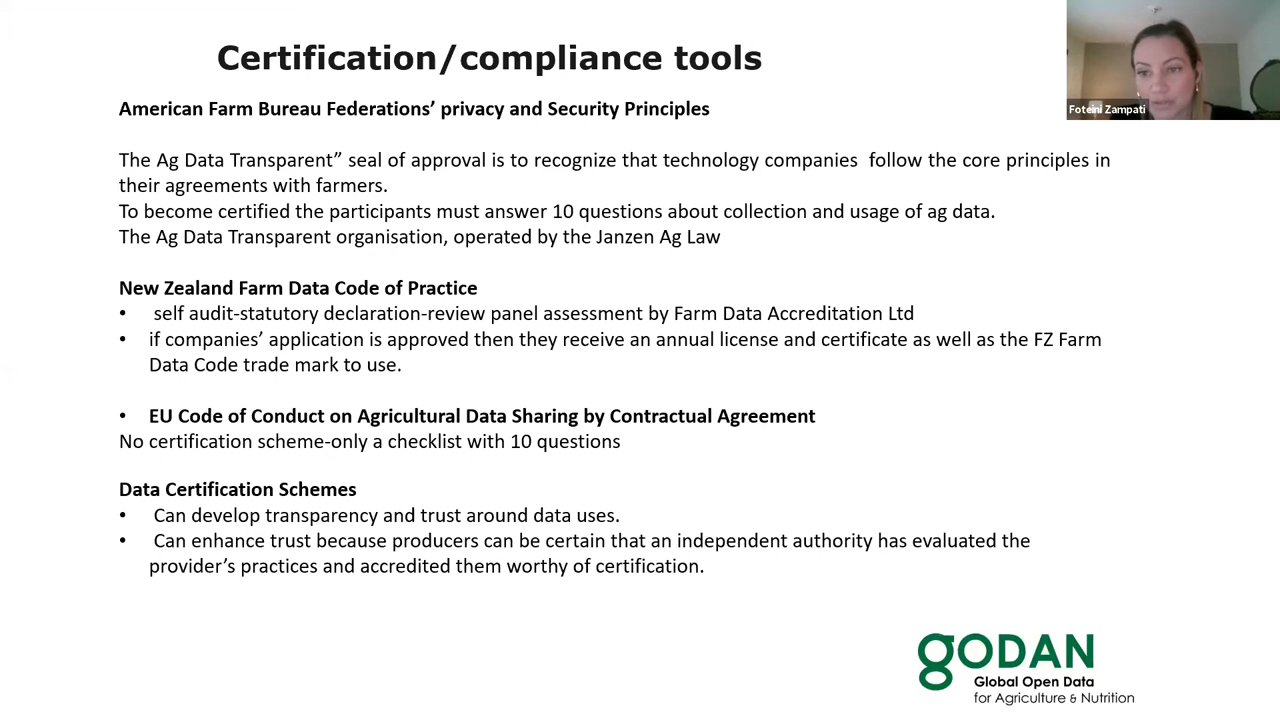 Certification/compliance tools
Foteini Zampati
American Farm Bureau Federations’ privacy and Security Principles
The Ag Data Transparent” seal of approval is to recognize that technology companies follow the core principles in
their agreements with farmers.
To become certified the participants must answer 10 questions about collection and usage of ag data.
The Ag Data Transparent organisation, operated by the Janzen Ag Law
New Zealand Farm Data Code of Practice
• self audit-statutory declaration-review panel assessment by Farm Data Accreditation Ltd
• if companies’ application is approved then they receive an annual license and certificate as well as the FZ Farm
Data Code trade mark to use.
• EU Code of Conduct on Agricultural Data Sharing by Contractual Agreement
No certification scheme-only a checklist with 10 questions
Data Certification Schemes
• Can develop transparency and trust around data uses.
• Can enhance trust because producers can be certain that an independent authority has evaluated the
provider’s practices and accredited them worthy of certification.
gODAN
Global Open Data
for Agriculture & Nutrition